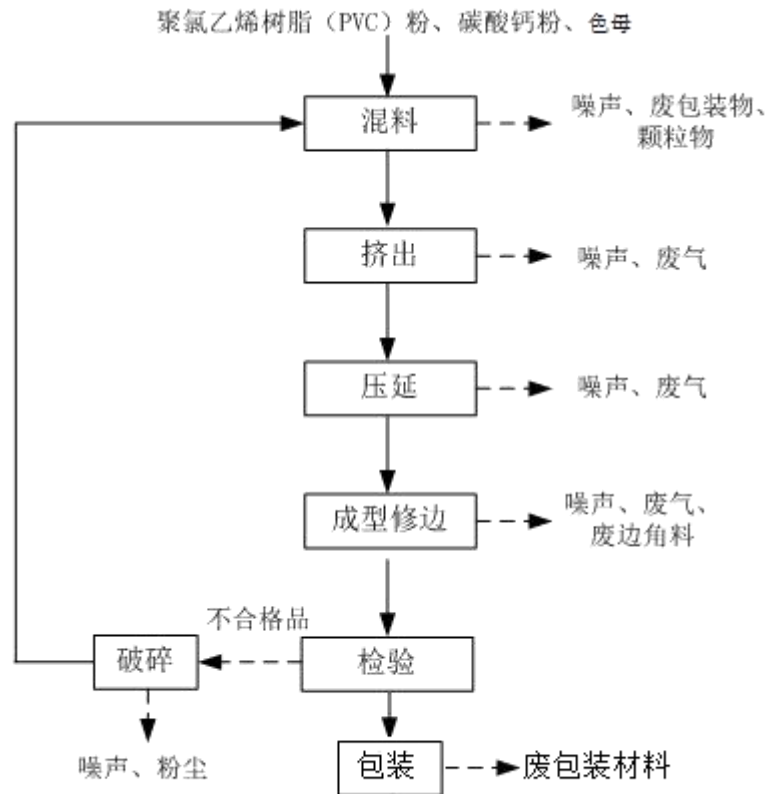 聚氯乙烯树脂（PVC）粉、碳酸钙粉、色母
混料
噪声、废包装物、
颗粒物
挤出
噪声、废气
压延
噪声、废气
成型修边
噪声、废气、
废边角料
不合格品
破碎
检验
噪声、粉尘
包装
废包装材料